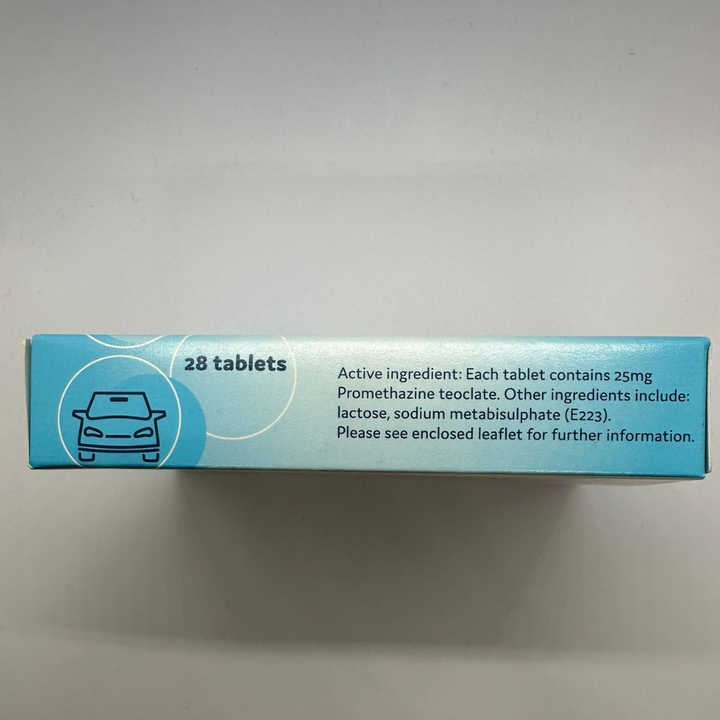 28 tablets
Active ingredient: Each tablet contains 25mg
Promethazine teoclate. Other ingredients include:
lactose, sodium metabisulphate (E223).
Please see enclosed leaflet for further information.